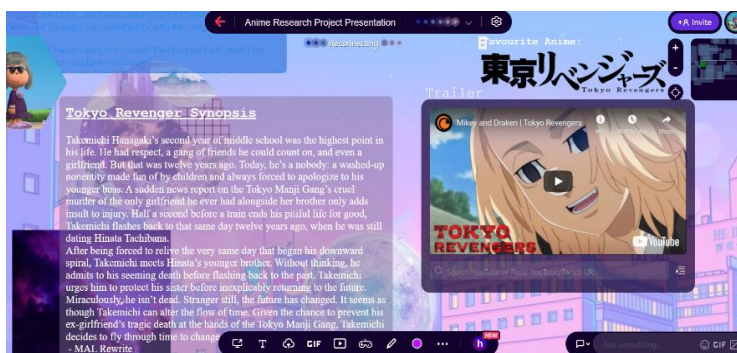 Anime Research Project Presentation
+ Invite
Reconnecting
Favourite Anime:
東京リベンジャーズ
Tokyo Revengers
Trailer
Tokyo Revenger Synopsis
Takemichi Hanagaki's second year of middle school was the highest point in
his life. He had respect, a gang of friends he could count on, and even a
girlfriend. But that was twelve years ago. Today, he's a nobody: a washed-up
nonentity made fun of by children and always forced to apologize to his
younger boss. A sudden news report on the Tokyo Manji Gang's cruel
murder of the only girlfriend he ever had alongside her brother only adds
insult to injury. Half a second before a train ends his pitiful life for good,
Takemichi flashes back to that same day twelve years ago, when he was still
dating Hinata Tachibana.
After being forced to relive the very same day that began his downward
spiral, Takemichi meets Hinata's younger brother. Without thinking, he
admits to his seeming death before flashing back to the past. Takemichi
urges him to protect his sister before inexplicably returning to the future.
Miraculously, he isn't dead. Stranger still, the future has changed. It seems as
though Takemichi can alter the flow of time. Given the chance to prevent his
ex-girlfriend's tragic death at the hands of the Tokyo Manji Gang, Takemichi
decides to fly through time to change
- MAL Rewrite
Mikey and Draken | Tokyo Revengers
Share
TOKYO
REVENGERS
YouTube
Search YouTube or Paste YouTube/Twitch URL..
T
GIF
NEW
h
Say something...
GIF